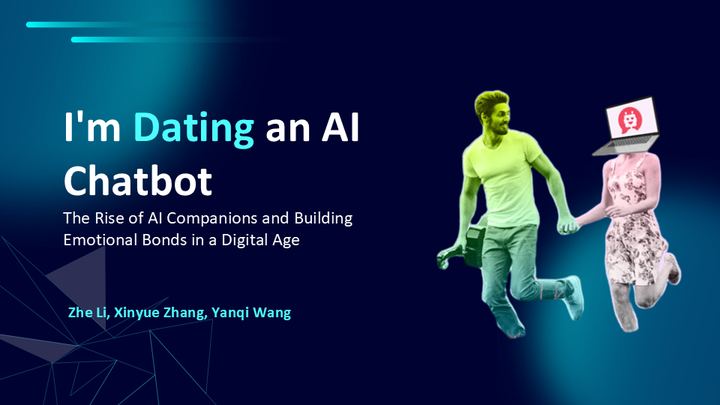 I'm Dating an AI
Chatbot
The Rise of AI Companions and Building
Emotional Bonds in a Digital Age
Zhe Li, Xinyue Zhang, Yanqi Wang